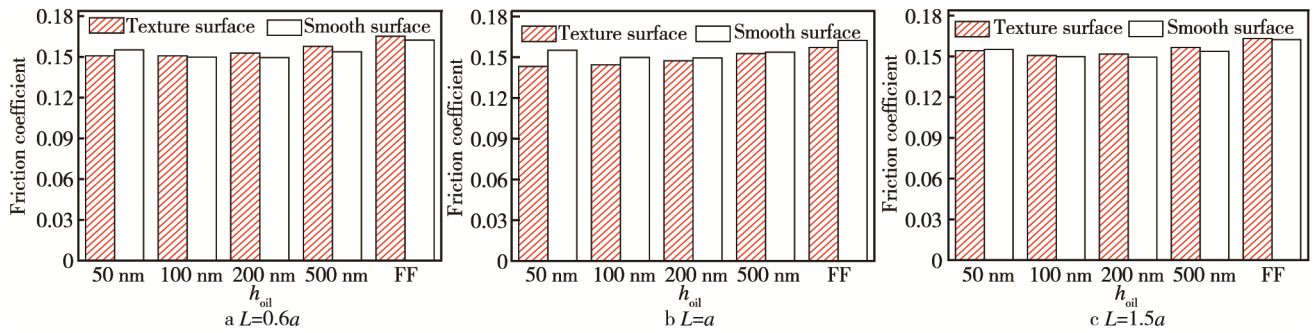 0.18
0.15
0.12
0.09
0.06
0.03
0
Friction coefficient
Texture surface Smooth surface
50 nm 100 nm 200 nm 500 nm FF
h_oil
a L=0.6a
0.18
0.15
0.12
0.09
0.06
0.03
0
Friction coefficient
Texture surface Smooth surface
50 nm 100 nm 200 nm 500 nm FF
h_oil
b L=a
0.18
0.15
0.12
0.09
0.06
0.03
0
Friction coefficient
Texture surface Smooth surface
50 nm 100 nm 200 nm 500 nm FF
h_oil
c L=1.5a